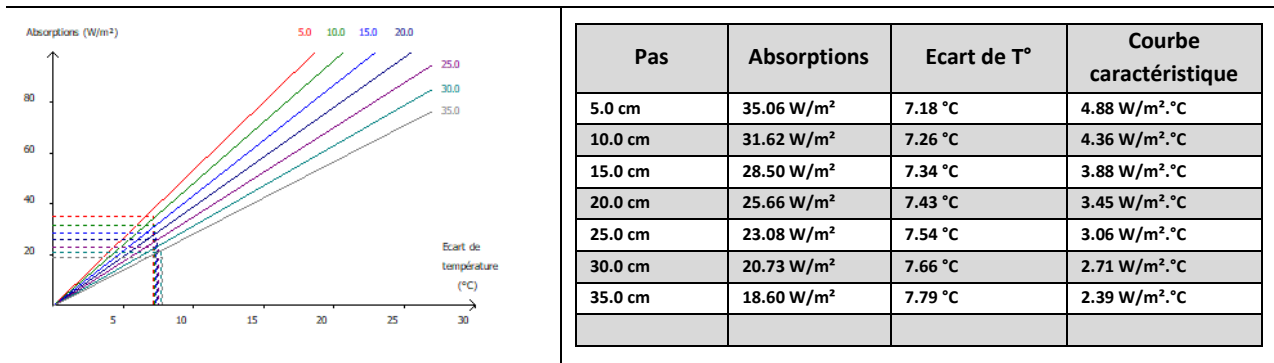 Absorptions (W/m²)
5.0 10.0 15.0 20.0
25.0
30.0
35.0
80
60
40
20
Ecart de
température
(°C)
5 10 15 20 25 30
Pas Absorptions Ecart de T° Courbe caractéristique
5.0 cm 35.06 W/m² 7.18 °C 4.88 W/m².°C
10.0 cm 31.62 W/m² 7.26 °C 4.36 W/m².°C
15.0 cm 28.50 W/m² 7.34 °C 3.88 W/m².°C
20.0 cm 25.66 W/m² 7.43 °C 3.45 W/m².°C
25.0 cm 23.08 W/m² 7.54 °C 3.06 W/m².°C
30.0 cm 20.73 W/m² 7.66 °C 2.71 W/m².°C
35.0 cm 18.60 W/m² 7.79 °C 2.39 W/m².°C